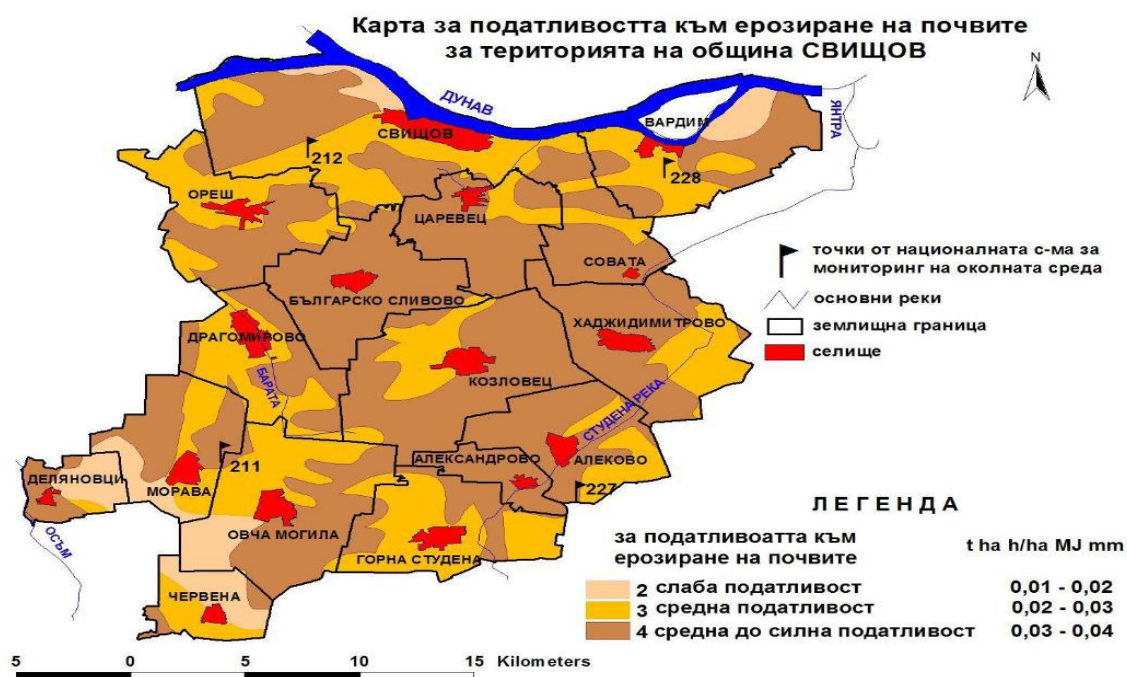 Карта за податливостта към ерозиране на почвите
за територията на община СВИЩОВ
N
ДУНАВ
ЯНТРА
ВАРДИМ
СВИЩОВ
212
228
ОРЕШ
ЦАРЕВЕЦ
СОВАТА
БЪЛГАРСКО СЛИВОВО
ХАДЖИДИМИТРОВО
ДРАГОМИРОВО
БАРАТА
КОЗЛОВЕЦ
СТУДЕНА РЕКА
АЛЕКСАНДРОВО
АЛЕКОВО
211
227
ДЕЛЯНОВЦИ
МОРАВА
ОСЪМ
ОВЧА МОГИЛА
ГОРНА СТУДЕНА
ЧЕРВЕНА
точки от националната с-ма за
мониторинг на околната среда
основни реки
землищна граница
селище
ЛЕГЕНДА
за податливоатта към
ерозиране на почвите
t ha h/ha MJ mm
2 слаба податливост 0,01 - 0,02
3 средна податливост 0,02 - 0,03
4 средна до силна податливост 0,03 - 0,04
5 0 5 10 15 Kilometers